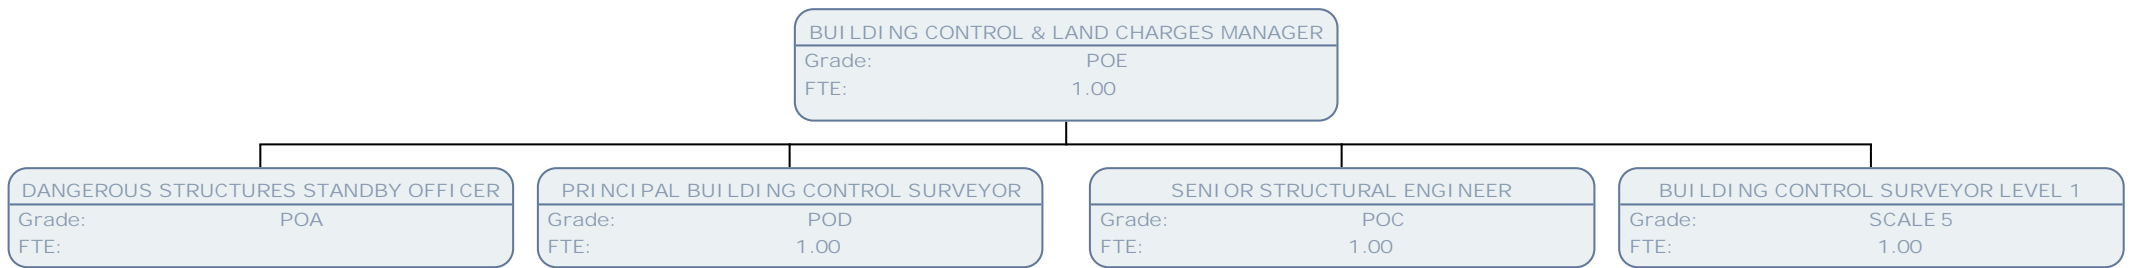 BUILDING CONTROL & LAND CHARGES MANAGER
Grade: POE
FTE: 1.00
DANGEROUS STRUCTURES STANDBY OFFICER
Grade: POA
FTE:
PRINCIPAL BUILDING CONTROL SURVEYOR
Grade: POD
FTE: 1.00
SENIOR STRUCTURAL ENGINEER
Grade: POC
FTE: 1.00
BUILDING CONTROL SURVEYOR LEVEL 1
Grade: SCALE 5
FTE: 1.00